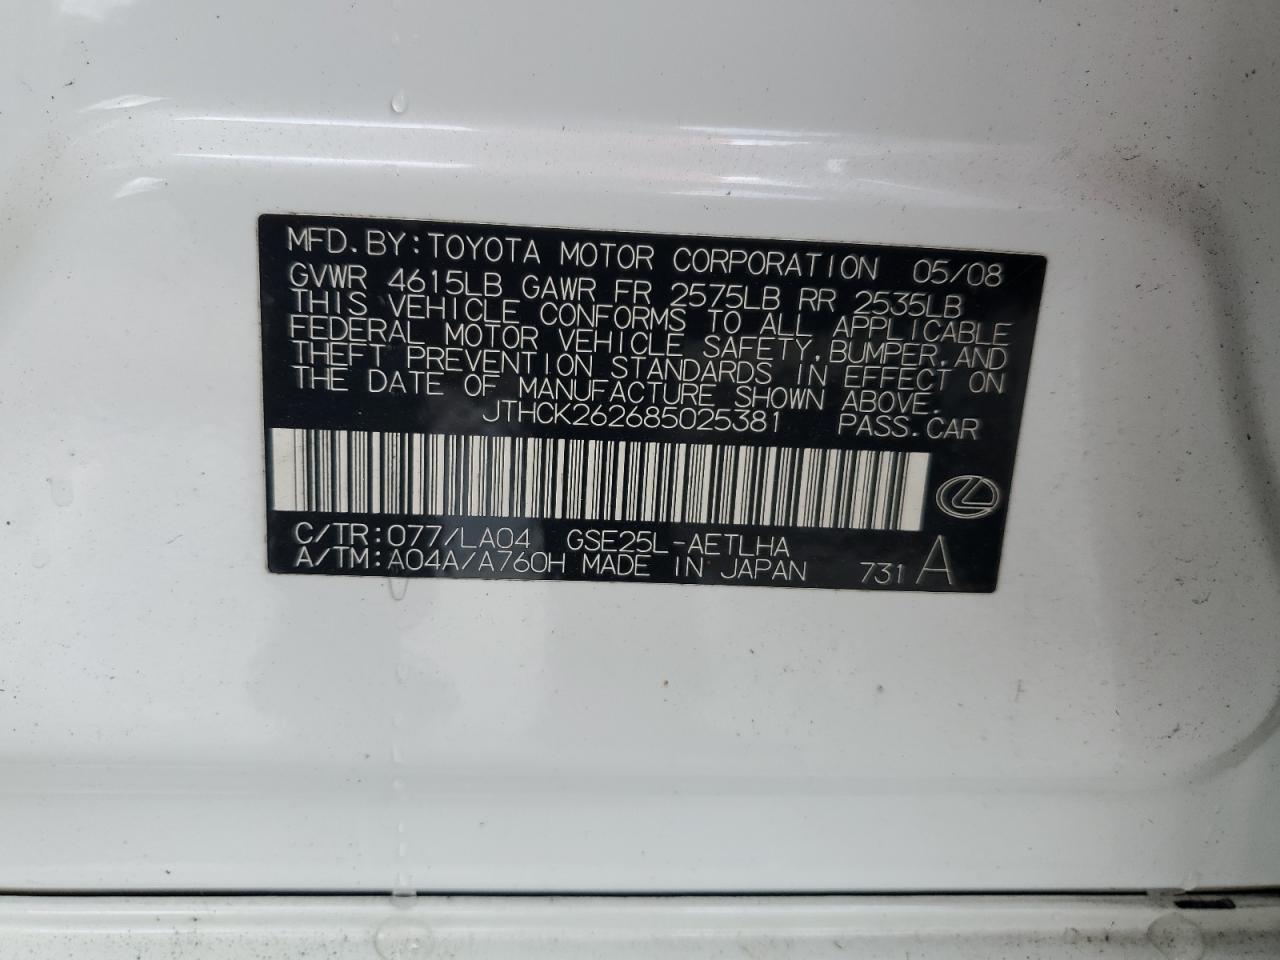 MFD.BY:TOYOTA MOTOR CORPORATION 05/08
GVWR 4615LB GAWR FR 2575LB RR 2535LB
THIS VEHICLE CONFORMS TO ALL APPLICABLE
FEDERAL MOTOR VEHICLE SAFETY,BUMPER,AND
THEFT PREVENTION STANDARDS IN EFFECT ON
THE DATE OF MANUFACTURE SHOWN ABOVE.
JTHCK262685025381 PASS.CAR
C/TR:077/LA04 GSE25L-AETLHA
A/TM:A04A/A760H MADE IN JAPAN 731 A